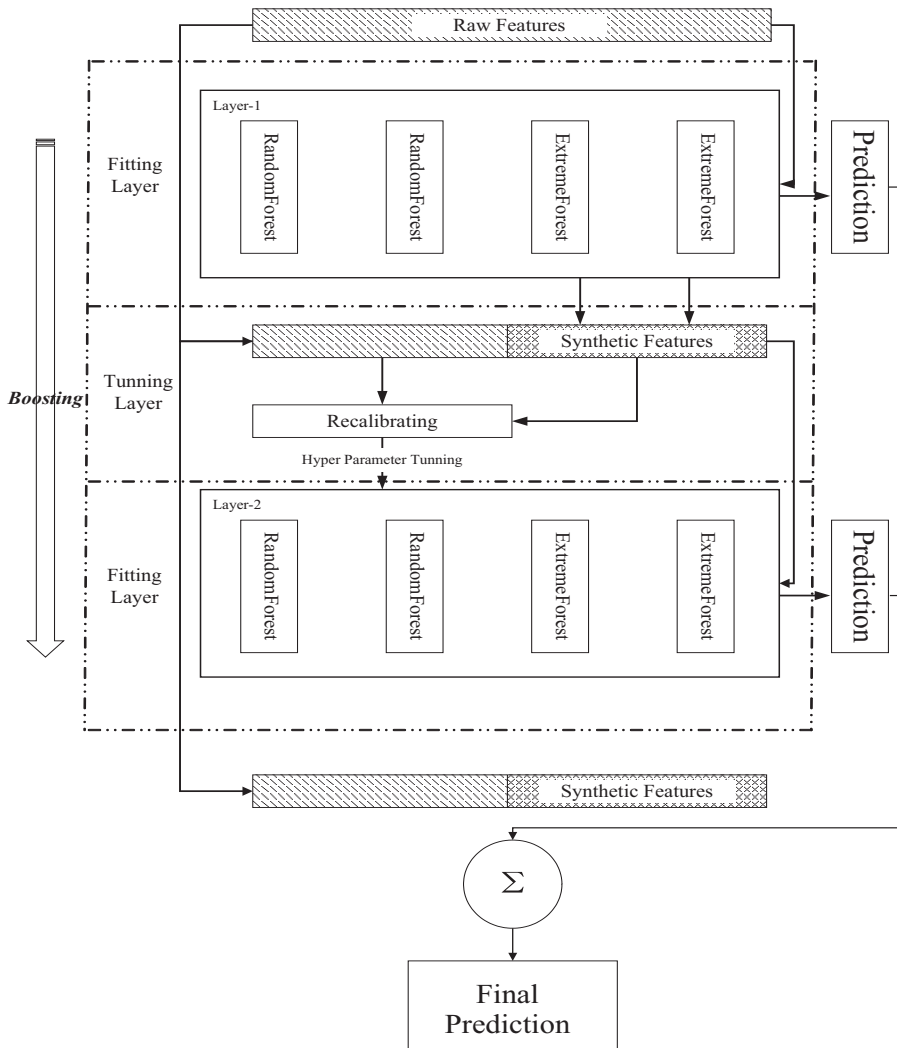 Raw Features
Layer-1
RandomForest
RandomForest
ExtremeForest
ExtremeForest
Prediction
Fitting
Layer
Synthetic Features
Boosting
Tunning
Layer
Recalibrating
Hyper Parameter Tunning
Layer-2
RandomForest
RandomForest
ExtremeForest
ExtremeForest
Prediction
Fitting
Layer
Synthetic Features
Σ
Final
Prediction